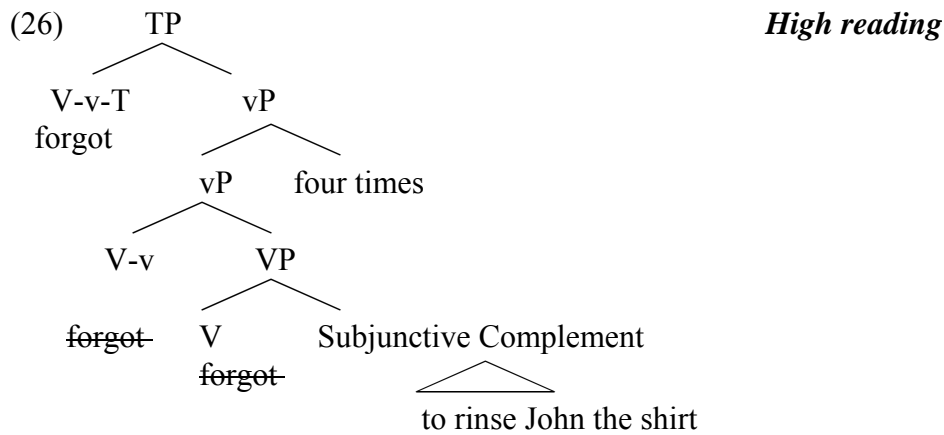 (26) TP High reading
V-v-T vP
forgot
vP four times
V-v VP
forgot V Subjunctive Complement
forgot
to rinse John the shirt